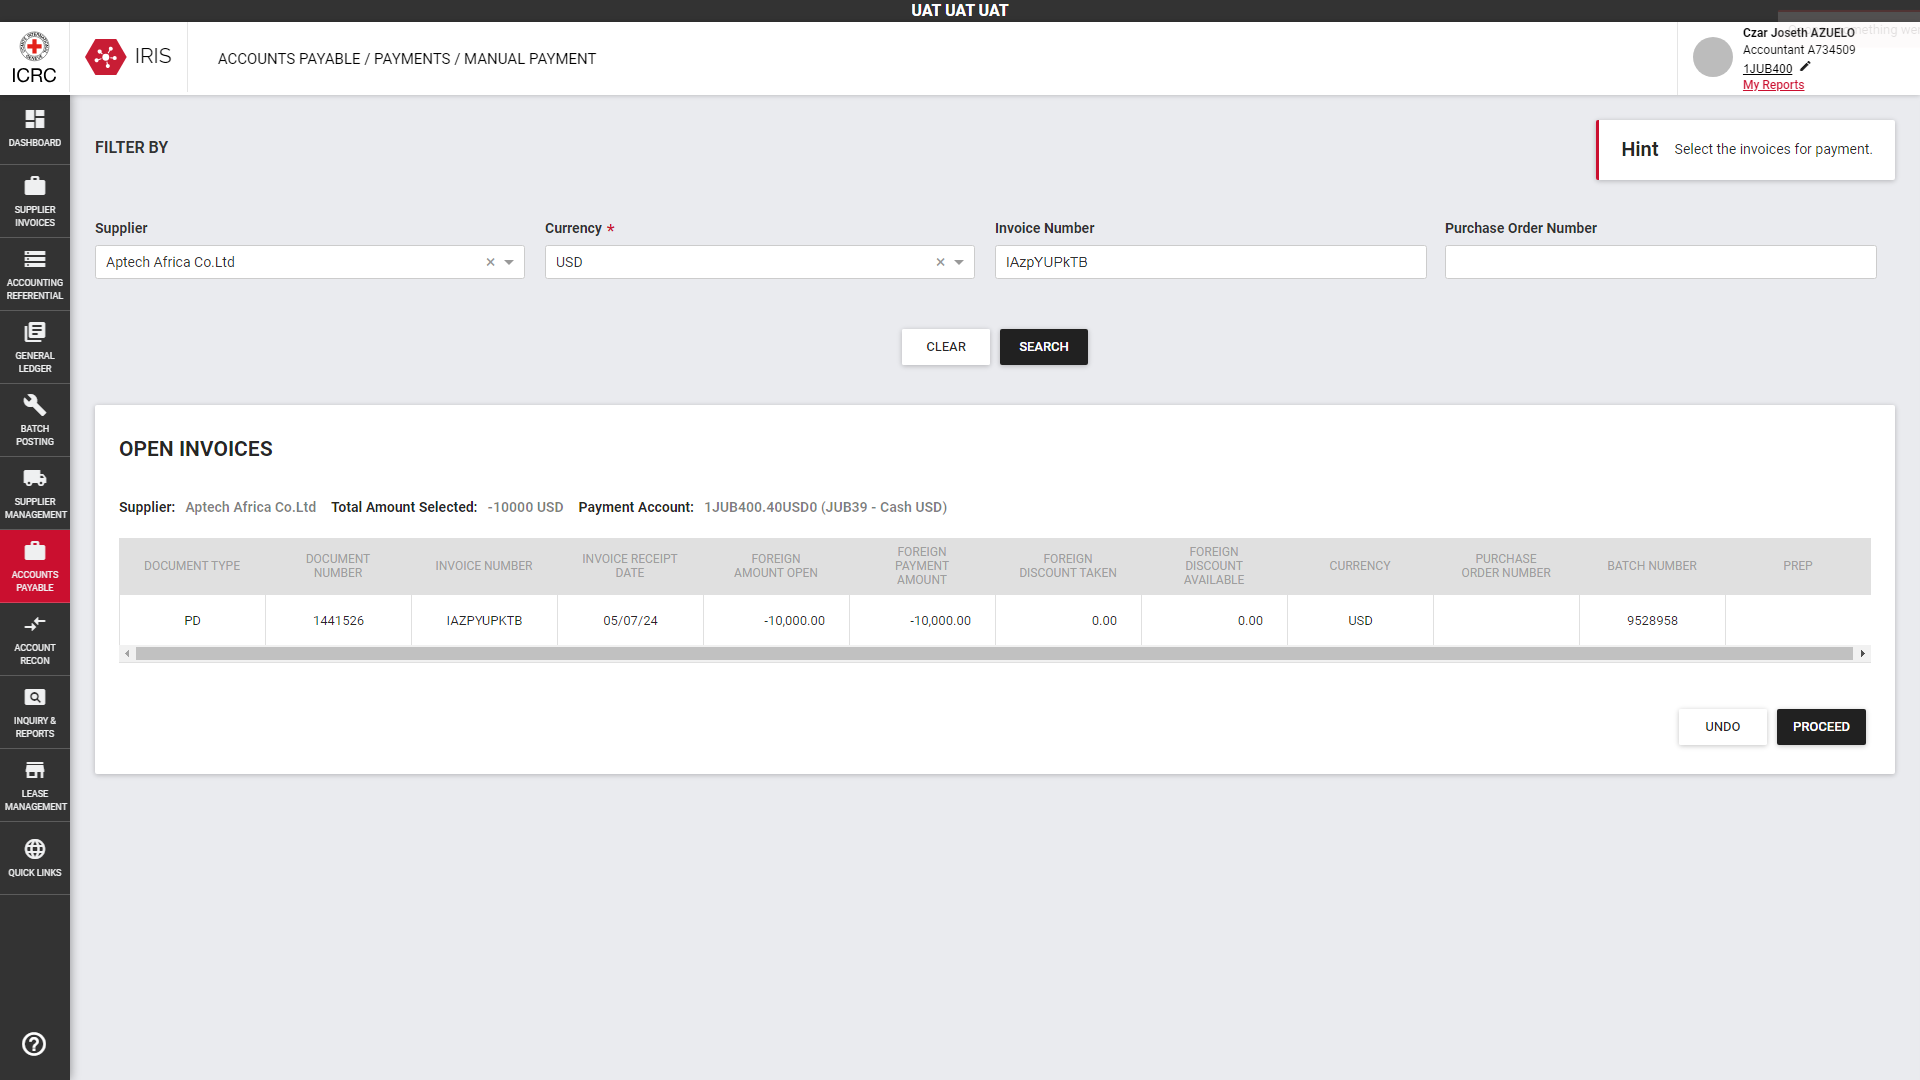 UAT UAT UAT
ICRC
IRIS
ACCOUNTS PAYABLE / PAYMENTS / MANUAL PAYMENT
Czar Joseth AZUELO
Accountant A734509
1JUB400
My Reports
DASHBOARD
SUPPLIER
INVOICES
ACCOUNTING
REFERENTIAL
GENERAL
LEDGER
BATCH
POSTING
SUPPLIER
MANAGEMENT
ACCOUNTS
PAYABLE
ACCOUNT
RECON
INQUIRY &
REPORTS
LEASE
MANAGEMENT
QUICK LINKS
FILTER BY
Hint Select the invoices for payment.
Supplier
Currency *
Invoice Number
Purchase Order Number
Aptech Africa Co.Ltd
USD
IAzpYUPkTB
CLEAR
SEARCH
OPEN INVOICES
Supplier: Aptech Africa Co.Ltd Total Amount Selected: -10000 USD Payment Account: 1JUB400.40USD0 (JUB39 - Cash USD)
DOCUMENT TYPE
DOCUMENT
NUMBER
INVOICE NUMBER
INVOICE RECEIPT
DATE
FOREIGN
AMOUNT OPEN
FOREIGN
PAYMENT
AMOUNT
FOREIGN
DISCOUNT TAKEN
FOREIGN
DISCOUNT
AVAILABLE
CURRENCY
PURCHASE
ORDER NUMBER
BATCH NUMBER
PREP
PD 1441526 IAZPYUPKTB 05/07/24 -10,000.00 -10,000.00 0.00 0.00 USD 9528958
UNDO
PROCEED